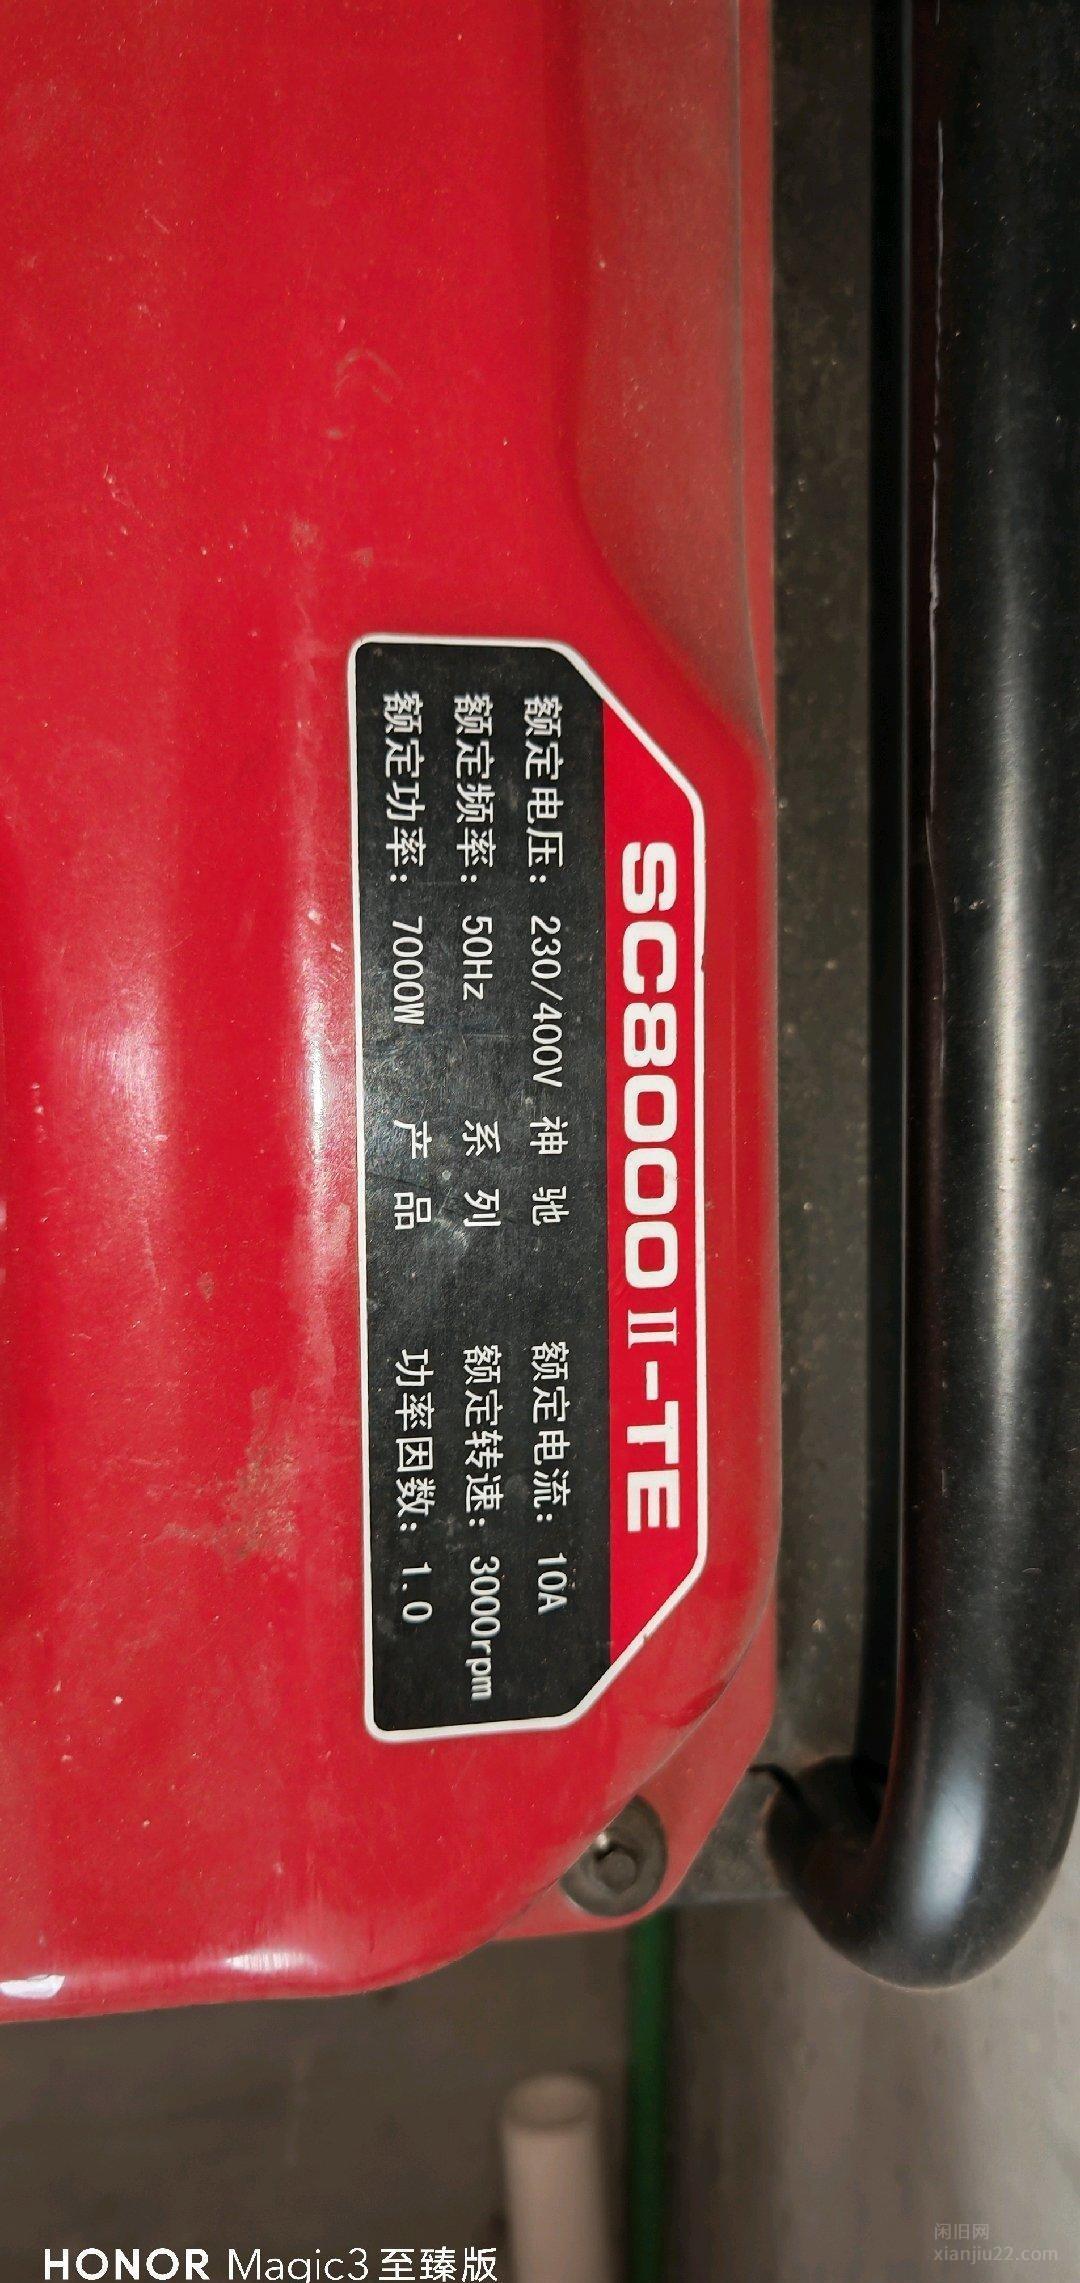 SC8000 II-TE
额定电压: 230/400V 神驰 额定电流: 10A
额定频率: 50Hz 系列 额定转速: 3000rpm
额定功率: 7000W 产品 功率因数: 1.0
HONOR Magic3 至臻版
闲旧网
xianjiu22.com